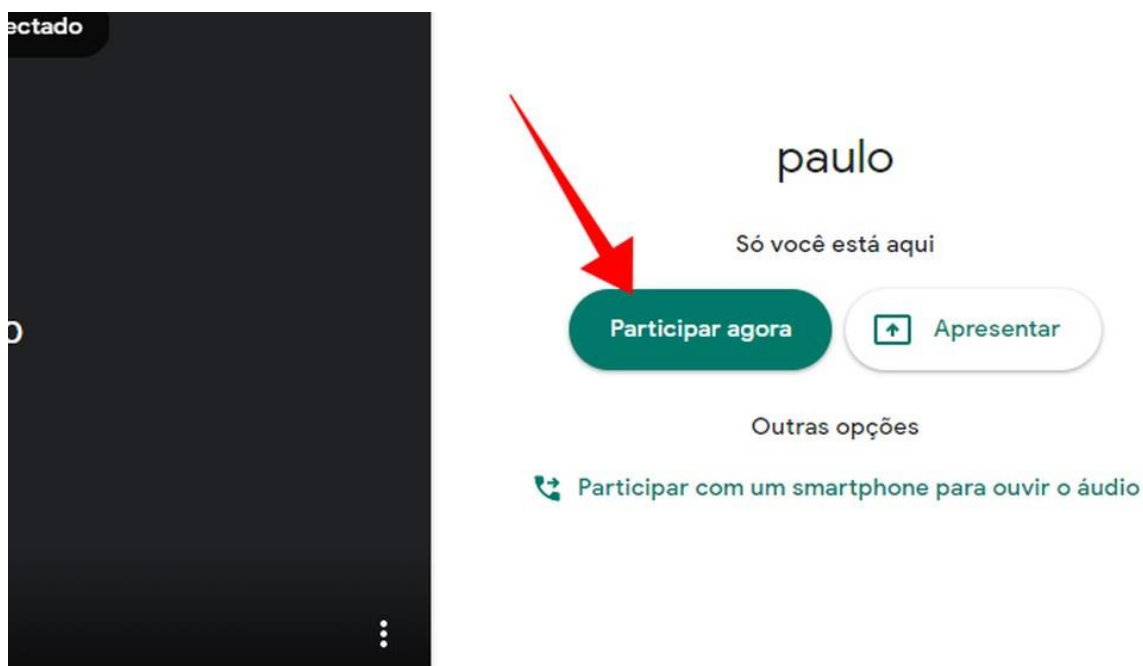 ectado
paulo
Só você está aqui
Participar agora
Apresentar
Outras opções
Participar com um smartphone para ouvir o áudio